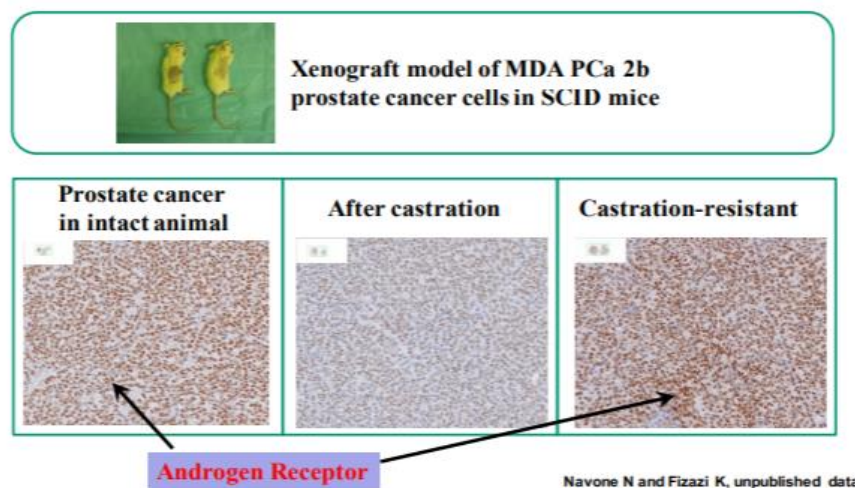 Xenograft model of MDA PCa 2b
prostate cancer cells in SCID mice
Prostate cancer
in intact animal
After castration
Castration-resistant
Androgen Receptor
Navone N and Fizazi K, unpublished data